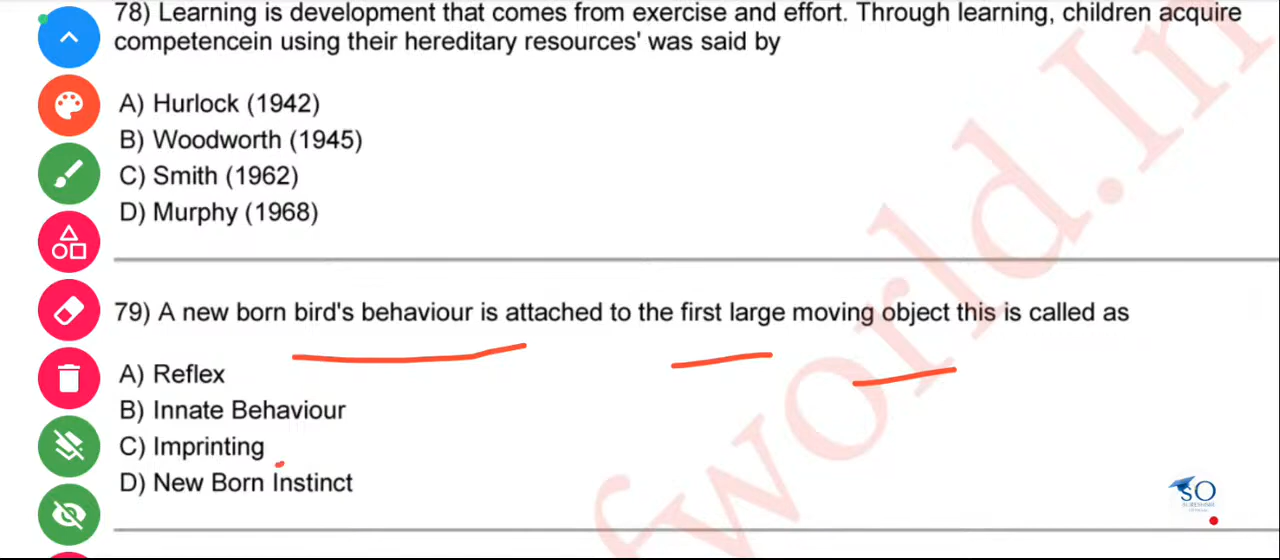 78) Learning is development that comes from exercise and effort. Through learning, children acquire
competencein using their hereditary resources' was said by
A) Hurlock (1942)
B) Woodworth (1945)
C) Smith (1962)
D) Murphy (1968)
79) A new born bird's behaviour is attached to the first large moving object this is called as
A) Reflex
B) Innate Behaviour
C) Imprinting
D) New Born Instinct
fworld.In
SO